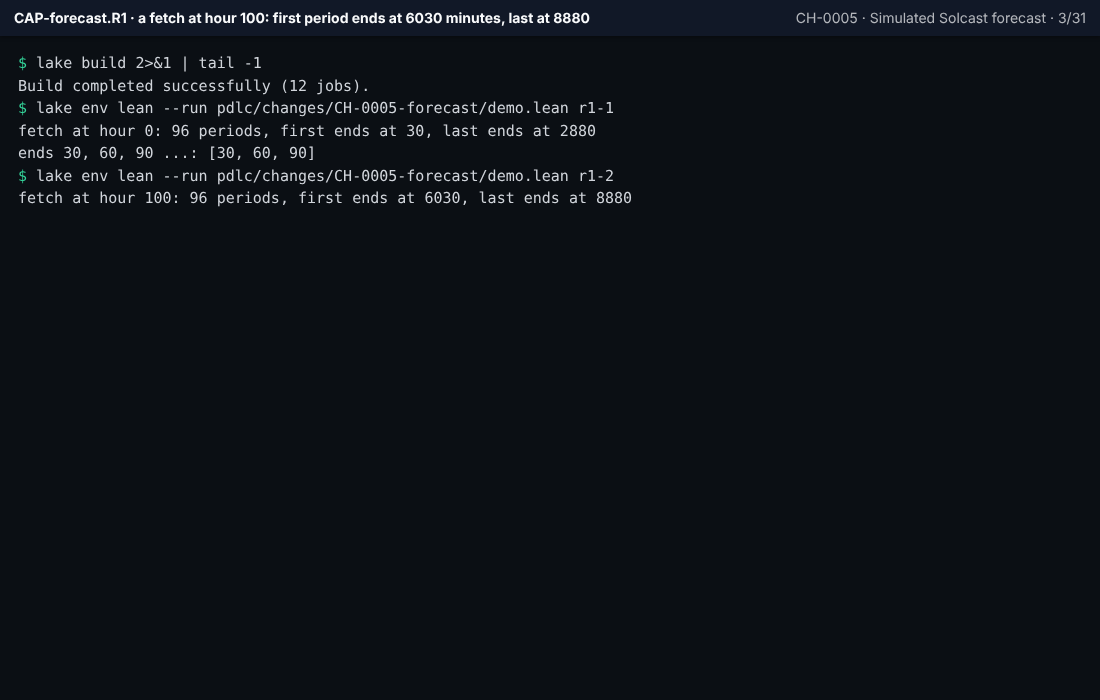 CAP-forecast.R1 · a fetch at hour 100: first period ends at 6030 minutes, last at 8880
CH-0005 · Simulated Solcast forecast · 3/31
$ lake build 2>&1 | tail -1
Build completed successfully (12 jobs).
$ lake env lean --run pdlc/changes/CH-0005-forecast/demo.lean r1-1
fetch at hour 0: 96 periods, first ends at 30, last ends at 2880
ends 30, 60, 90 ...: [30, 60, 90]
$ lake env lean --run pdlc/changes/CH-0005-forecast/demo.lean r1-2
fetch at hour 100: 96 periods, first ends at 6030, last ends at 8880